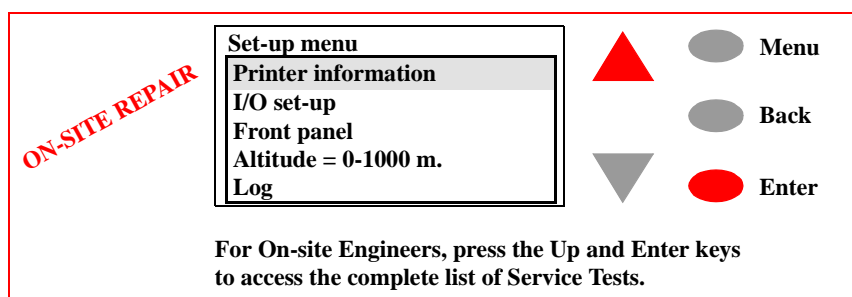 ON-SITE REPAIR
Set-up menu
Printer information
I/O set-up
Front panel
Altitude = 0-1000 m.
Log
Menu
Back
Enter
For On-site Engineers, press the Up and Enter keys
to access the complete list of Service Tests.